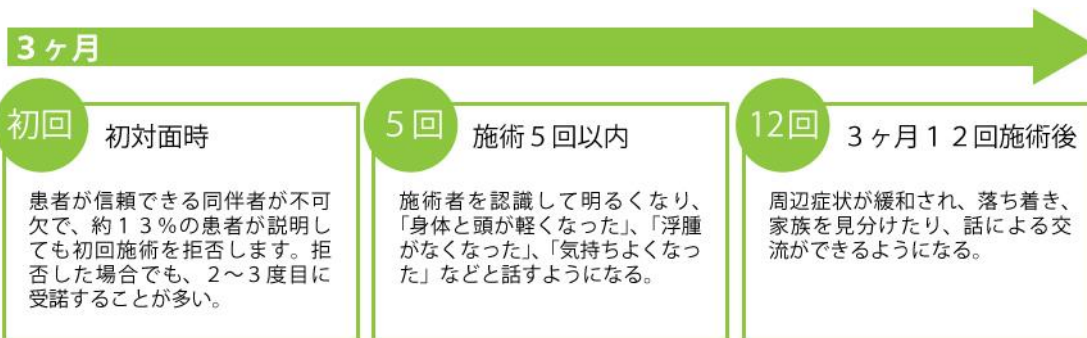 3ヶ月
初回
初対面時
患者が信頼できる同伴者が不可
欠で、約13%の患者が説明し
ても初回施術を拒否します。拒
否した場合でも、2〜3度目に
受諾することが多い。
5回
施術5回以内
施術者を認識して明るくなり、
「身体と頭が軽くなった」、「浮腫
がなくなった」、「気持ちよくなっ
た」などと話すようになる。
12回
3ヶ月12回施術後
周辺症状が緩和され、落ち着き、
家族を見分けたり、話による交
流ができるようになる。